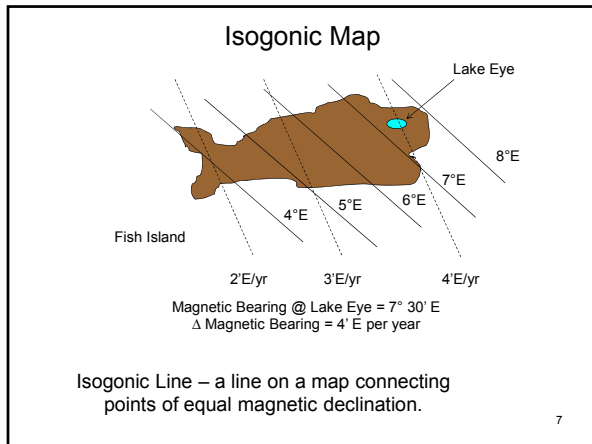 Isogonic Map
Lake Eye
8°E
7°E
6°E
5°E
4°E
Fish Island
2'E/yr 3'E/yr 4'E/yr
Magnetic Bearing @ Lake Eye = 7° 30' E
Δ Magnetic Bearing = 4' E per year
Isogonic Line – a line on a map connecting
points of equal magnetic declination.
7